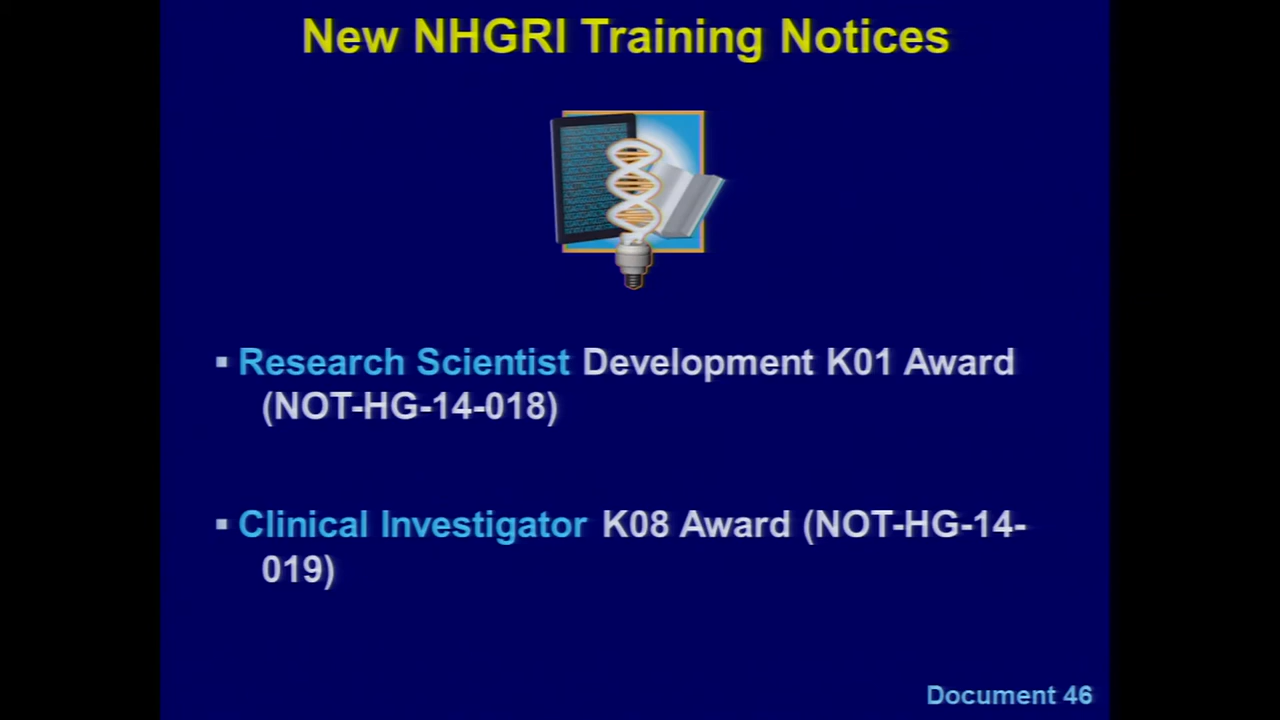 New NHGRI Training Notices
▪ Research Scientist Development K01 Award
(NOT-HG-14-018)
▪ Clinical Investigator K08 Award (NOT-HG-14-
019)
Document 46